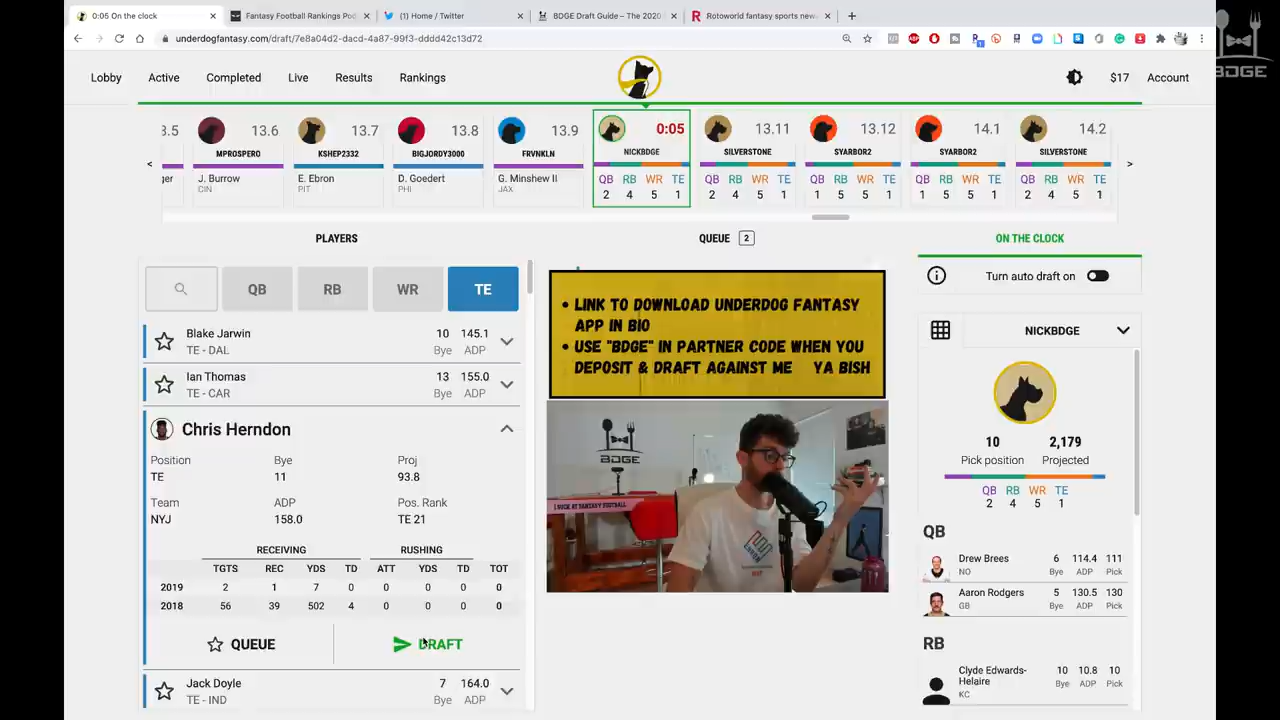 0:05 On the clock
Fantasy Football Rankings Pod
(1) Home / Twitter
BDGE Draft Guide – The 2020
Rotoworld fantasy sports new
underdogfantasy.com/draft/7e8a04d2-dacd-4a87-99f3-dddd42c13d72
BDGE
Lobby Active Completed Live Results Rankings $17 Account
3.5 13.6 13.7 13.8 13.9 0:05 13.11 13.12 14.1 14.2
MPROSPERO KSHEP2332 BIGJORDY3000 FRVNKLN NICKBDGE SILVERSTONE SYARBOR2 SYARBOR2 SILVERSTONE
ger J. Burrow E. Ebron D. Goedert G. Minshew II QB RB WR TE QB RB WR TE QB RB WR TE QB RB WR TE QB RB WR TE
CIN PIT PHI JAX 2 4 5 1 2 4 5 1 1 5 5 1 1 5 5 1 2 4 5 1
PLAYERS
QUEUE 2
ON THE CLOCK
QB RB WR TE
Turn auto draft on
Blake Jarwin 10 145.1
TE - DAL Bye ADP
Ian Thomas 13 155.0
TE - CAR Bye ADP
Chris Herndon
Position Bye Proj
TE 11 93.8
Team ADP Pos. Rank
NYJ 158.0 TE 21
RECEIVING RUSHING
TGTS REC YDS TD ATT YDS TD TOT
2019 2 1 7 0 0 0 0 0
2018 56 39 502 4 0 0 0 0
QUEUE DRAFT
Jack Doyle 7 164.0
TE - IND Bye ADP
• LINK TO DOWNLOAD UNDERDOG FANTASY
APP IN BIO
• USE "BDGE" IN PARTNER CODE WHEN YOU
DEPOSIT & DRAFT AGAINST ME YA BISH
BDGE
I SUCK AT FANTASY FOOTBALL
NICKBDGE
10 2,179
Pick position Projected
QB RB WR TE
2 4 5 1
QB
Drew Brees 6 114.4 111
NO Bye ADP Pick
Aaron Rodgers 5 130.5 130
GB Bye ADP Pick
RB
Clyde Edwards-
Helaire 10 10.8 10
KC Bye ADP Pick